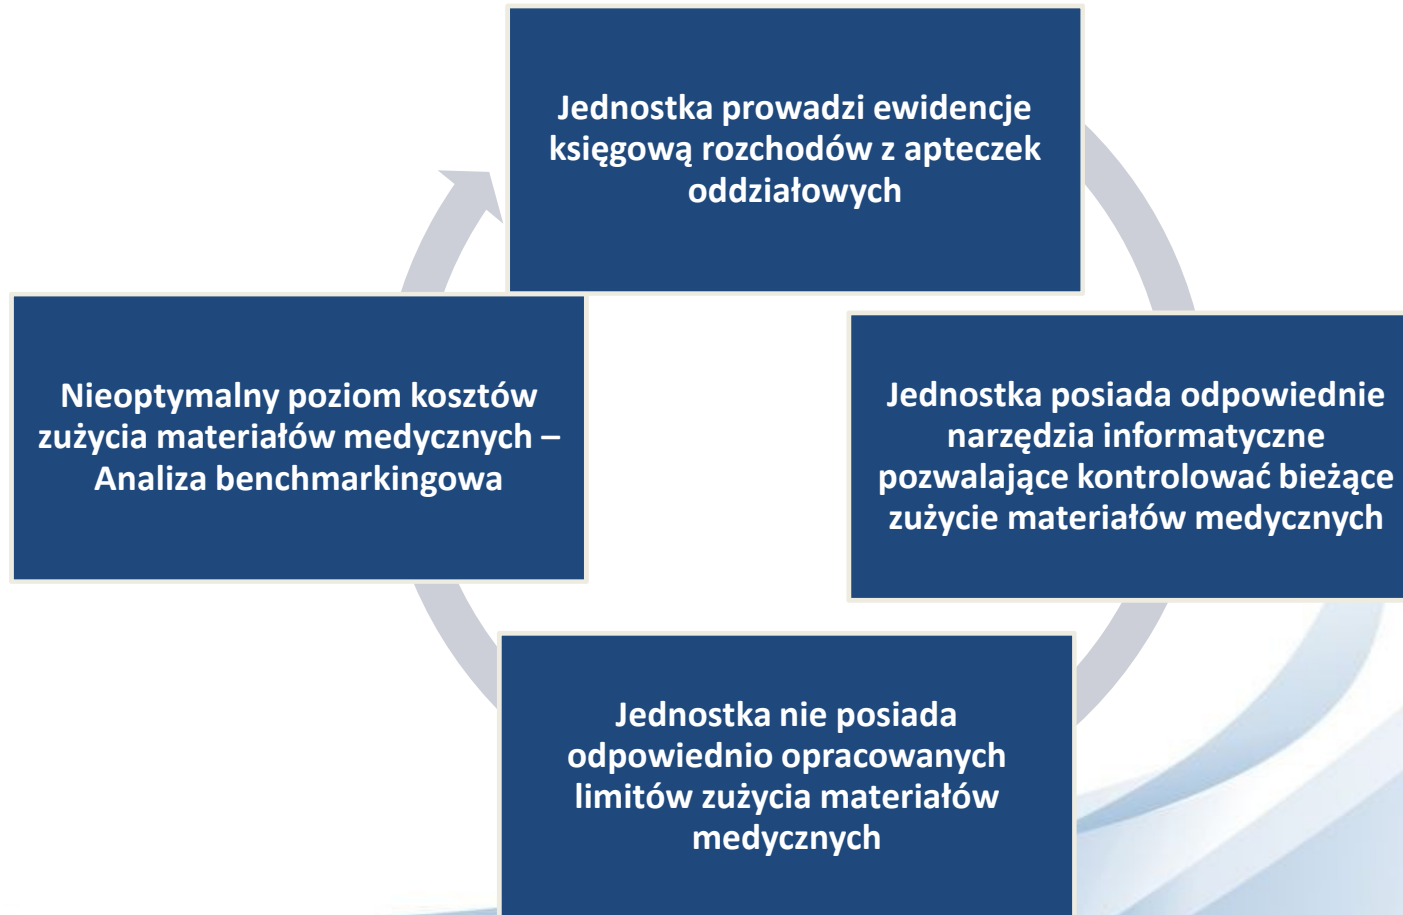 Jednostka prowadzi ewidencje
księgową rozchodów z apteczek
oddziałowych
Jednostka posiada odpowiednie
narzędzia informatyczne
pozwalające kontrolować bieżące
zużycie materiałów medycznych
Jednostka nie posiada
odpowiednio opracowanych
limitów zużycia materiałów
medycznych
Nieoptymalny poziom kosztów
zużycia materiałów medycznych –
Analiza benchmarkingowa